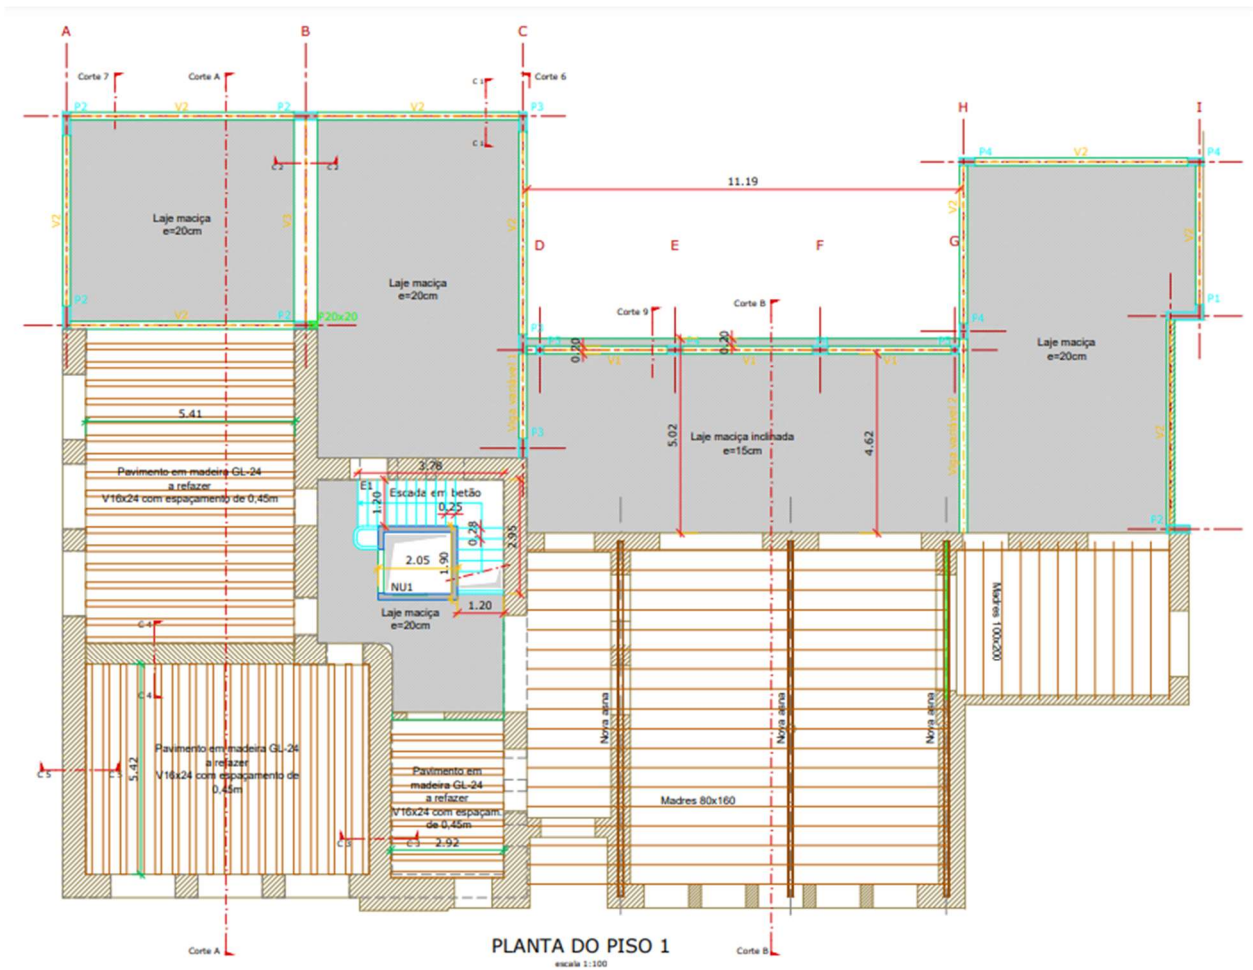 A
B
C
Corte 7
Corte A
C 1
Corte 6
H
I
P2
V2
P2
V2
P3
C 1
P4
V2
P4
C 2
C 2
11.19
Laje maciça
e=20cm
V2
V3
V2
V2
V2
D
E
F
G
Laje maciça
e=20cm
P2
V2
P2
P20x20
Corte 9
Corte B
P1
P3
P4
0.20
0.20
V1
V1
V1
Laje maciça
e=20cm
Viga variável 1
Viga variável 2
5.41
P3
5.02
Laje maciça inclinada
e=15cm
4.62
V2
Pavimento em madeira GL-24
a refazer
V16x24 com espaçamento de 0,45m
3.78
E1
Escada em betão
1.20
0.25
0.28
2.95
P2
2.05
1.90
NU1
1.20
Laje maciça
e=20cm
Madres 100x200
C 4
C 4
Nova asna
Nova asna
Nova asna
Pavimento em madeira GL-24
a refazer
V16x24 com espaçamento de
0,45m
5.42
C 5
Pavimento em
madeira GL-24
a refazer
V16x24 com espaçam.
de 0,45m
Madres 80x160
C 3
C 3
2.92
Corte A
PLANTA DO PISO 1
escala 1:100
Corte B